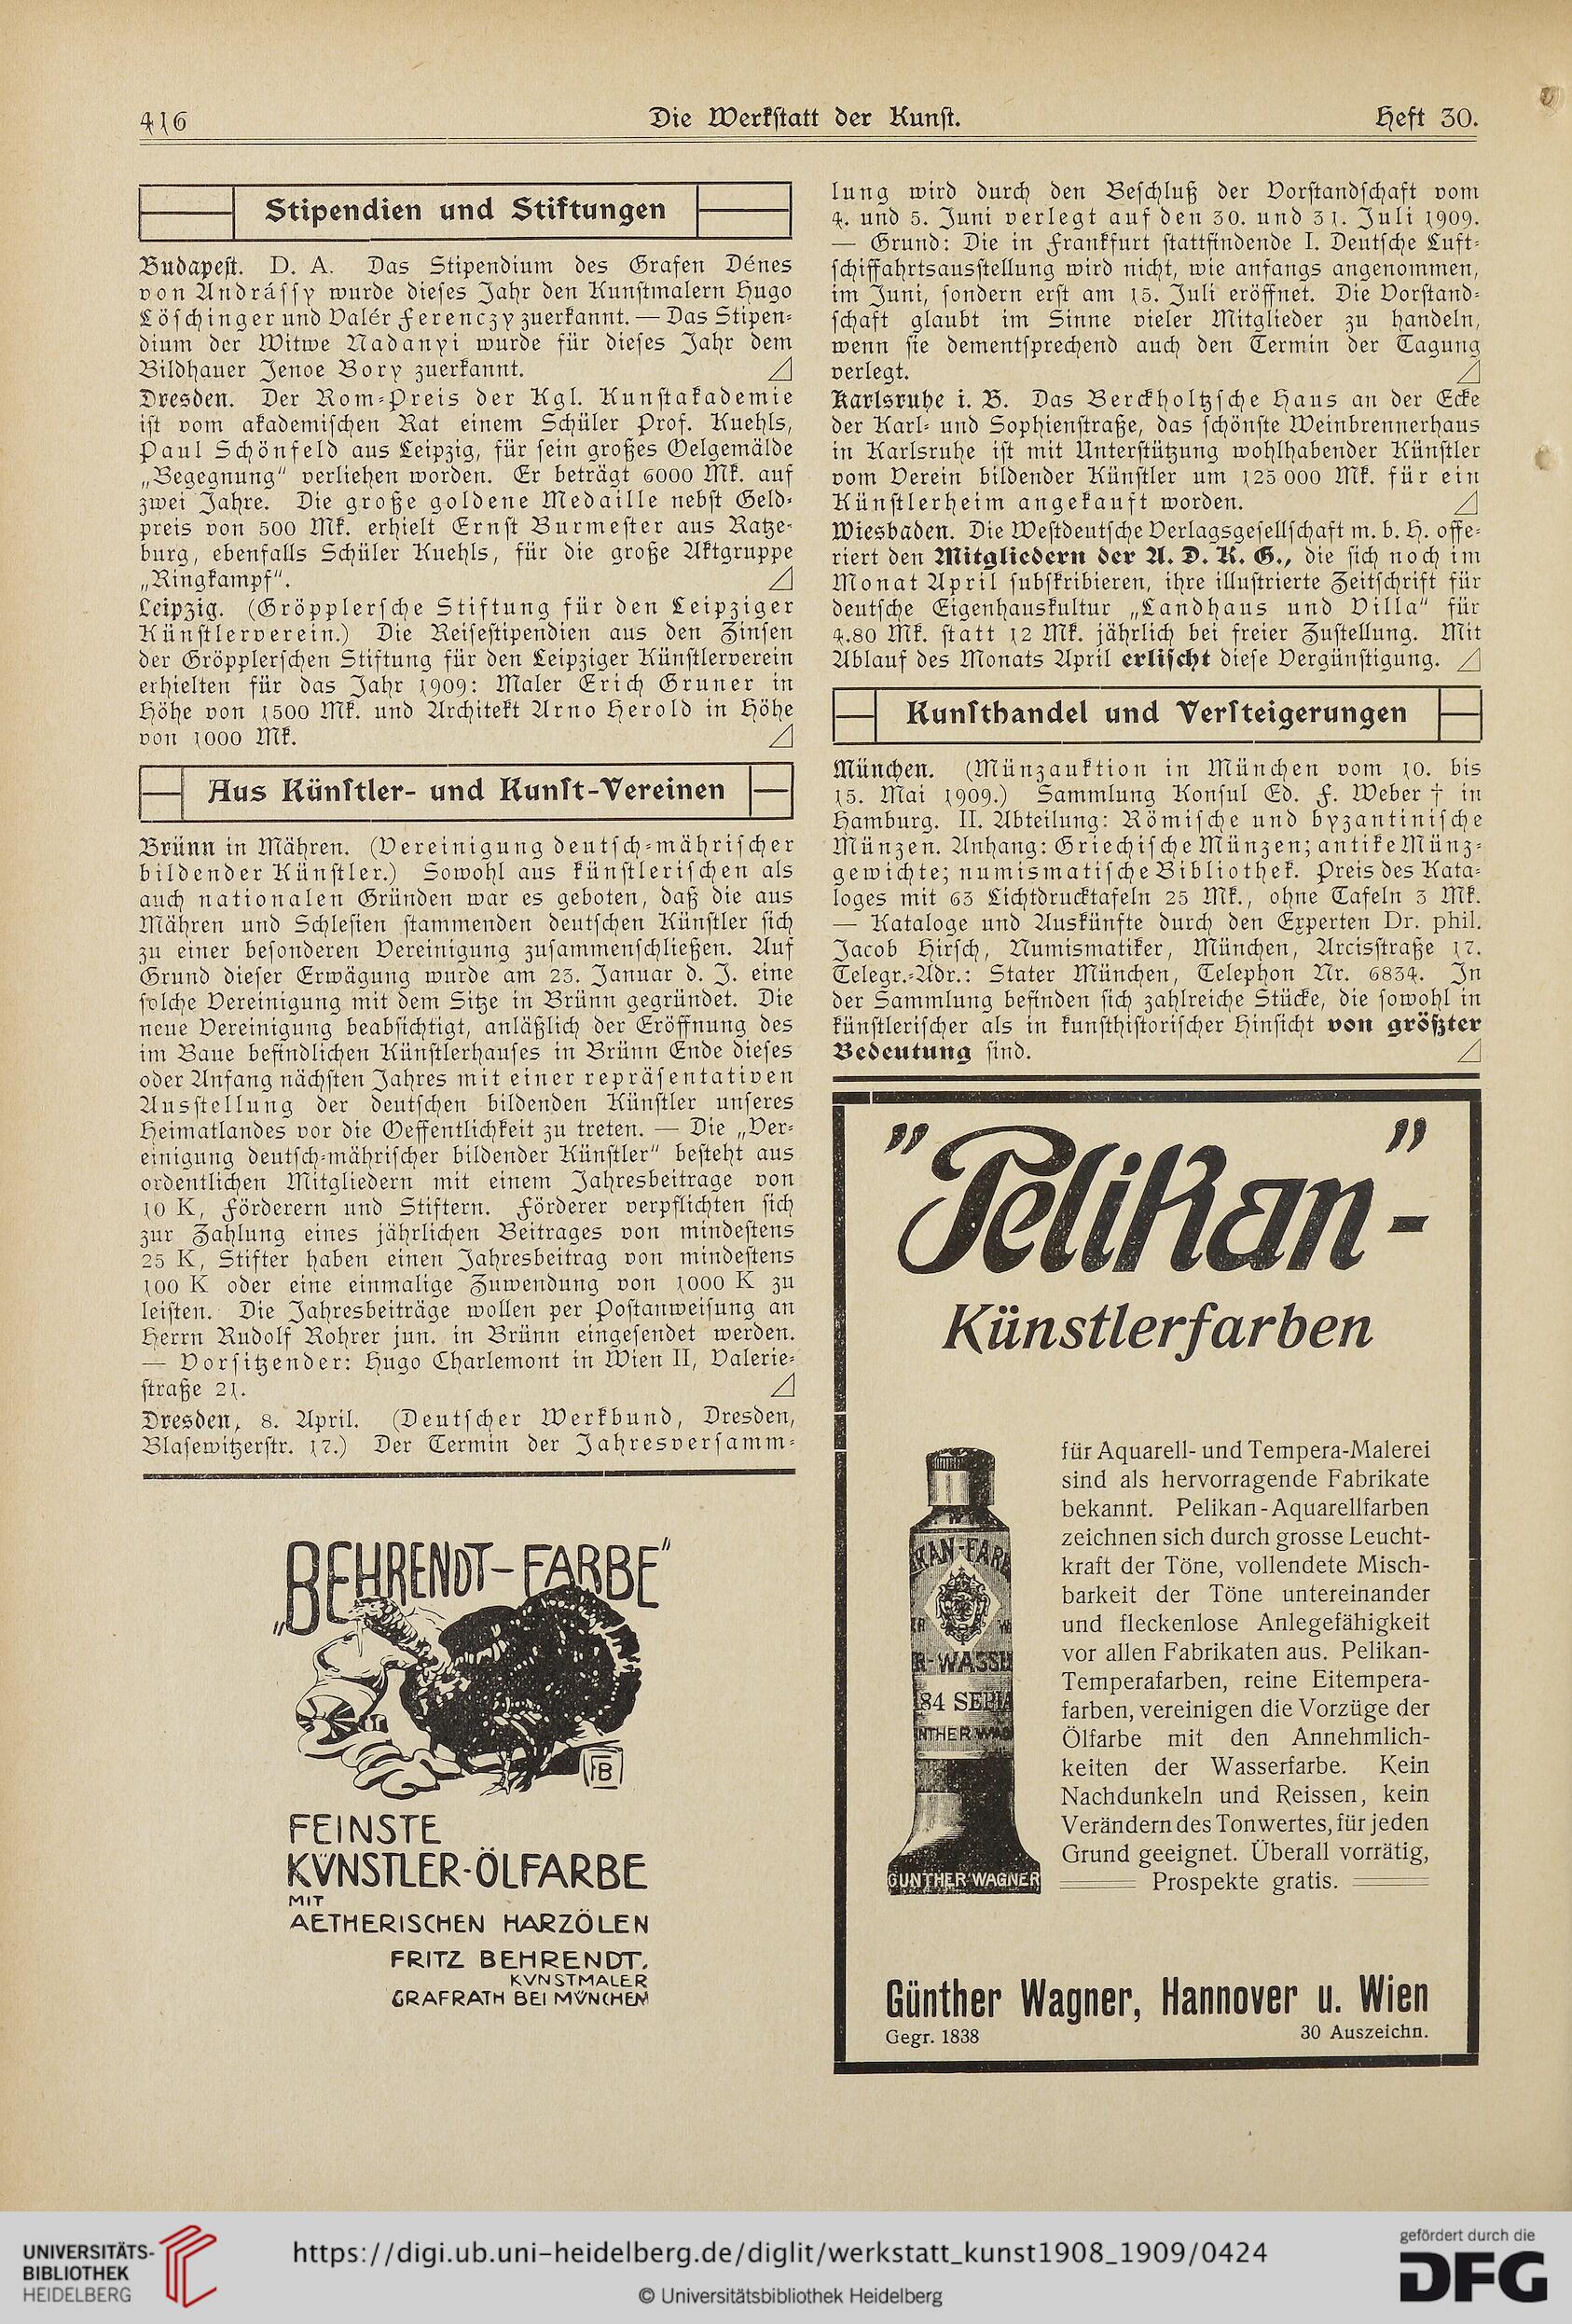 416
Die Werkstatt der Kunst.
Heft 30.
Stipendien und Stiftungen
Budapest. D. A. Das Stipendium des Grafen Dénes
von Andrássy wurde dieses Jahr den Kunstmalern Hugo
Löschinger und Valér Ferenczy zuerkannt. — Das Stipen-
dium der Witwe Nadanyi wurde für dieses Jahr dem
Bildhauer Jenoe Bory zuerkannt.
Dresden. Der Rom-Preis der Kgl. Kunstakademie
ist vom akademischen Rat einem Schüler Prof. Kuehls,
Paul Schönfeld aus Leipzig, für sein großes Oelgemälde
„Begegnung“ verliehen worden. Er beträgt 6000 Mk. auf
zwei Jahre. Die große goldene Medaille nebst Geld-
preis von 500 Mk. erhielt Ernst Burmester aus Ratze-
burg, ebenfalls Schüler Kuehls, für die große Aktgruppe
„Ringkampf“.
Leipzig. (Gröpplersche Stiftung für den Leipziger
Künstlerverein.) Die Reisestipendien aus den Zinsen
der Gröpplerschen Stiftung für den Leipziger Künstlerverein
erhielten für das Jahr 1909: Maler Erich Gruner in
Höhe von 1500 Mk. und Architekt Arno Herold in Höhe
von 1000 Mk.
Aus Künstler- und Kunst-Vereinen
Brünn in Mähren. (Vereinigung deutsch-mährischer
bildender Künstler.) Sowohl aus künstlerischen als
auch nationalen Gründen war es geboten, daß die aus
Mähren und Schlesien stammenden deutschen Künstler sich
zu einer besonderen Vereinigung zusammenschließen. Auf
Grund dieser Erwägung wurde am 23. Januar d. J. eine
solche Vereinigung mit dem Sitze in Brünn gegründet. Die
neue Vereinigung beabsichtigt, anläßlich der Eröffnung des
im Baue befindlichen Künstlerhauses in Brünn Ende dieses
oder Anfang nächsten Jahres mit einer repräsentativen
Ausstellung der deutschen bildenden Künstler unseres
Heimatlandes vor die Oeffentlichkeit zu treten. — Die „Ver-
einigung deutsch-mährischer bildender Künstler“ besteht aus
ordentlichen Mitgliedern mit einem Jahresbeitrage von
10 K, Förderern und Stiftern. Förderer verpflichten sich
zur Zahlung eines jährlichen Beitrages von mindestens
25 K, Stifter haben einen Jahresbeitrag von mindestens
100 K oder eine einmalige Zuwendung von 1000 K zu
leisten. Die Jahresbeiträge wollen per Postanweisung an
Herrn Rudolf Rohrer jun. in Brünn eingesendet werden.
— Vorsitzender: Hugo Charlemont in Wien II, Valerie-
straße 21.
Dresden, 8. April. (Deutscher Werkbund, Dresden,
Blasewitzerstr. 17.) Der Termin der Jahresversamm-
lung wird durch den Beschluß der Vorstandschaft vom
4. und 5. Juni verlegt auf den 30. und 31. Juli 1909.
— Grund: Die in Frankfurt stattfindende I. Deutsche Luft-
schiffahrtsausstellung wird nicht, wie anfangs angenommen,
im Juni, sondern erst am 15. Juli eröffnet. Die Vorstand-
schaft glaubt im Sinne vieler Mitglieder zu handeln,
wenn sie dementsprechend auch den Termin der Tagung
verlegt.
Karlsruhe i. B. Das Berckholtzsche Haus an der Ecke
der Karl- und Sophienstraße, das schönste Weinbrennerhaus
in Karlsruhe ist mit Unterstützung wohlhabender Künstler
vom Verein bildender Künstler um 125 000 Mk. für ein
Künstlerheim angekauft worden.
Wiesbaden. Die Westdeutsche Verlagsgesellschaft m. b. H. offe-
riert den Mitgliedern der A. D. K. G., die sich noch im
Monat April subskribieren, ihre illustrierte Zeitschrift für
deutsche Eigenhauskultur „Landhaus und Villa“ für
4.80 Mk. statt 12 Mk. jährlich bei freier Zustellung. Mit
Ablauf des Monats April erlischt diese Vergünstigung.
Kunsthandel und Versteigerungen
München. (Münzauktion in München vom 10. bis
15. Mai 1909.) Sammlung Konsul Ed. F. Weber † in
Hamburg. II. Abteilung: Römische und byzantinische
Münzen. Anhang: Griechische Münzen; antike Münz-
gewichte; numismatische Bibliothek. Preis des Kata-
loges mit 63 Lichtdrucktafeln 25 Mk., ohne Tafeln 3 Mk.
— Kataloge und Auskünfte durch den Experten Dr. phil.
Jacob Hirsch, Numismatiker, München, Arcisstraße 17.
Telegr.-Adr.: Stater München, Telephon Nr. 6834. In
der Sammlung befinden sich zahlreiche Stücke, die sowohl in
künstlerischer als in kunsthistorischer Hinsicht von größter
Bedeutung sind.
„BEHRENDT-FARBE“
FB
FEINSTE
KVNSTLER-ÖLFARBE
MIT
AETHERISCHEN HARZÖLEN
FRITZ BEHRENDT.
KVNSTMALER
GRAFRATH BEI MVNCHEN
"Pelikan"-
Künstlerfarben
KAN-FARB
R-WASSE
84 SEPIA
NTHER WAG
GUNTHER WAGNER
für Aquarell- und Tempera-Malerei
sind als hervorragende Fabrikate
bekannt. Pelikan-Aquarellfarben
zeichnen sich durch grosse Leucht-
kraft der Töne, vollendete Misch-
barkeit der Töne untereinander
und fleckenlose Anlegefähigkeit
vor allen Fabrikaten aus. Pelikan-
Temperafarben, reine Eitempera-
farben, vereinigen die Vorzüge der
Ölfarbe mit den Annehmlich-
keiten der Wasserfarbe. Kein
Nachdunkeln und Reissen, kein
Verändern des Tonwertes, für jeden
Grund geeignet. Überall vorrätig,
Prospekte gratis.
Günther Wagner, Hannover u. Wien
Gegr. 1838
30 Auszeichn.
UNIVERSITÄTS-
BIBLIOTHEK
HEIDELBERG
https://digi.ub.uni-heidelberg.de/diglit/werkstatt_kunst1908_1909/0424
© Universitätsbibliothek Heidelberg
gefördert durch die
DFG